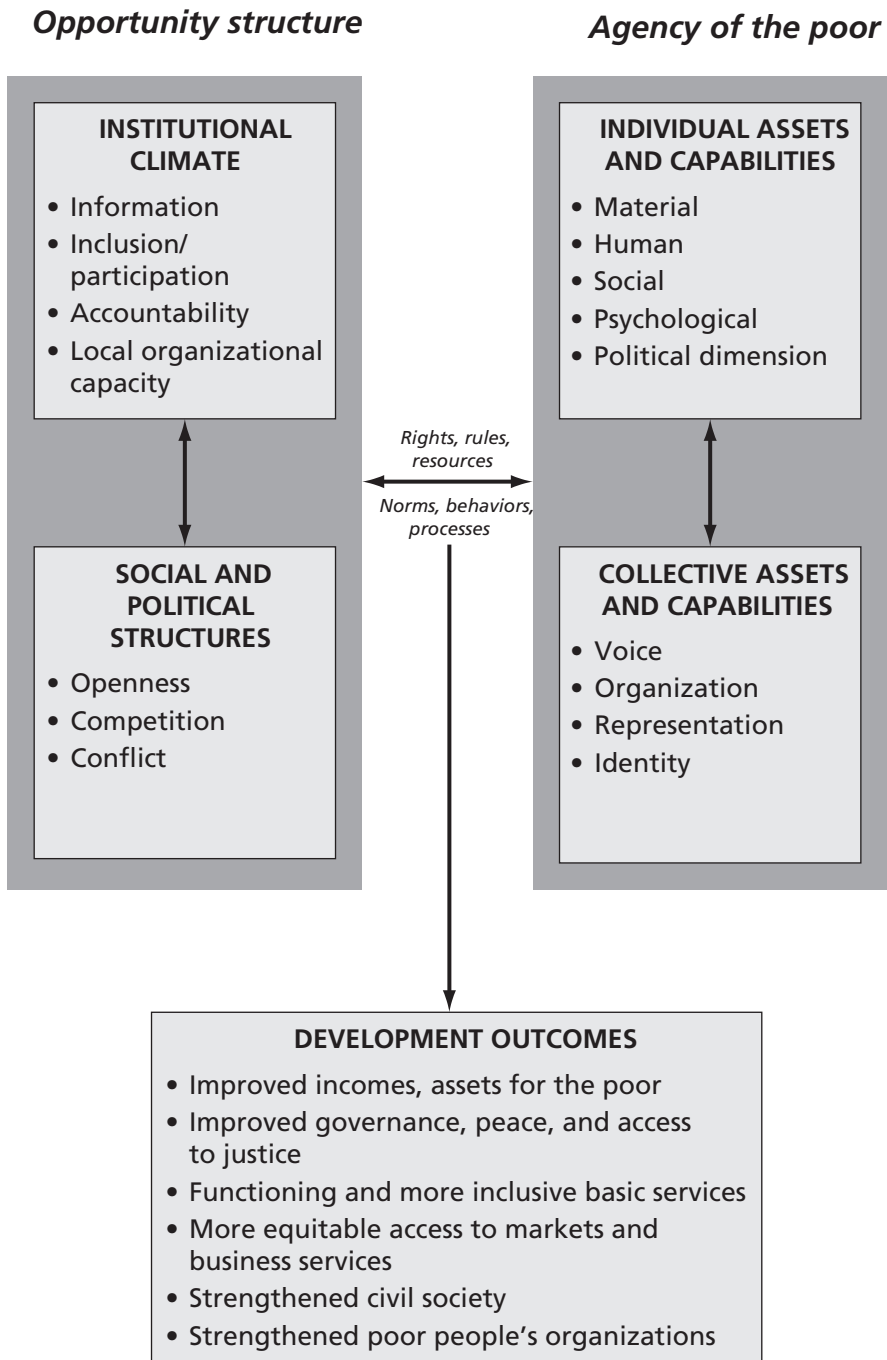 Opportunity structure
Agency of the poor
INSTITUTIONAL
CLIMATE
• Information
• Inclusion/
participation
• Accountability
• Local organizational
capacity
SOCIAL AND
POLITICAL
STRUCTURES
• Openness
• Competition
• Conflict
Rights, rules,
resources
Norms, behaviors,
processes
INDIVIDUAL ASSETS
AND CAPABILITIES
• Material
• Human
• Social
• Psychological
• Political dimension
COLLECTIVE ASSETS
AND CAPABILITIES
• Voice
• Organization
• Representation
• Identity
DEVELOPMENT OUTCOMES
• Improved incomes, assets for the poor
• Improved governance, peace, and access
to justice
• Functioning and more inclusive basic services
• More equitable access to markets and
business services
• Strengthened civil society
• Strengthened poor people's organizations